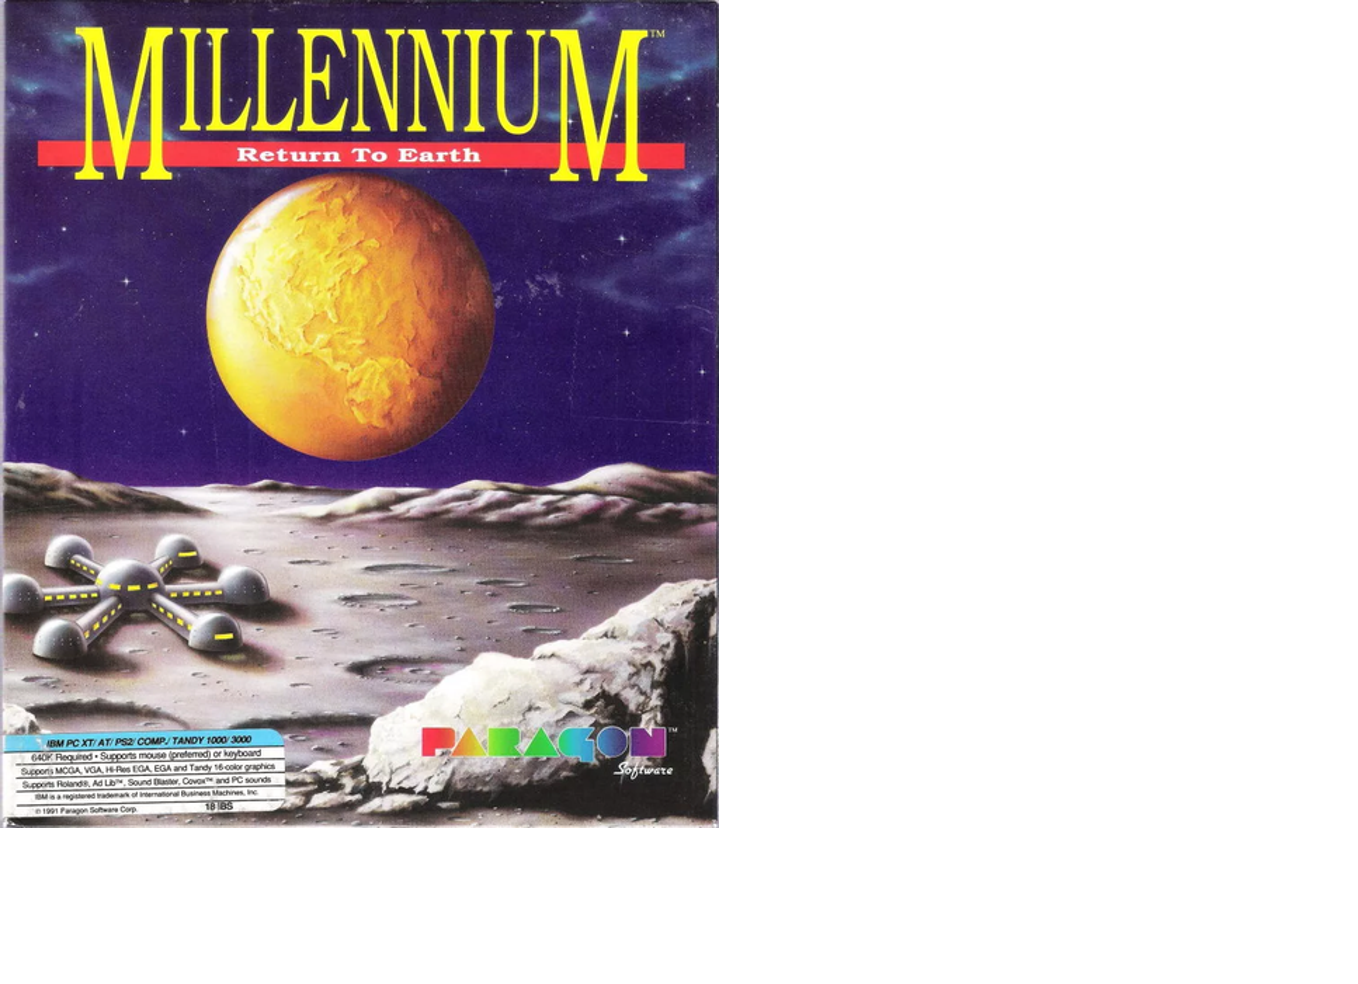 MILLENNIUM™
Return To Earth
IBM PC XT/ AT/ PS2/ COMP./ TANDY 1000/ 3000
640K Required • Supports mouse (preferred) or keyboard
Supports MCGA, VGA, Hi-Res EGA, EGA and Tandy 16-color graphics
Supports Roland®, Ad Lib™, Sound Blaster, Covox™ and PC sounds
IBM is a registered trademark of International Business Machines, Inc.
© 1991 Paragon Software Corp. 18 IBS
PARAGON™
Software